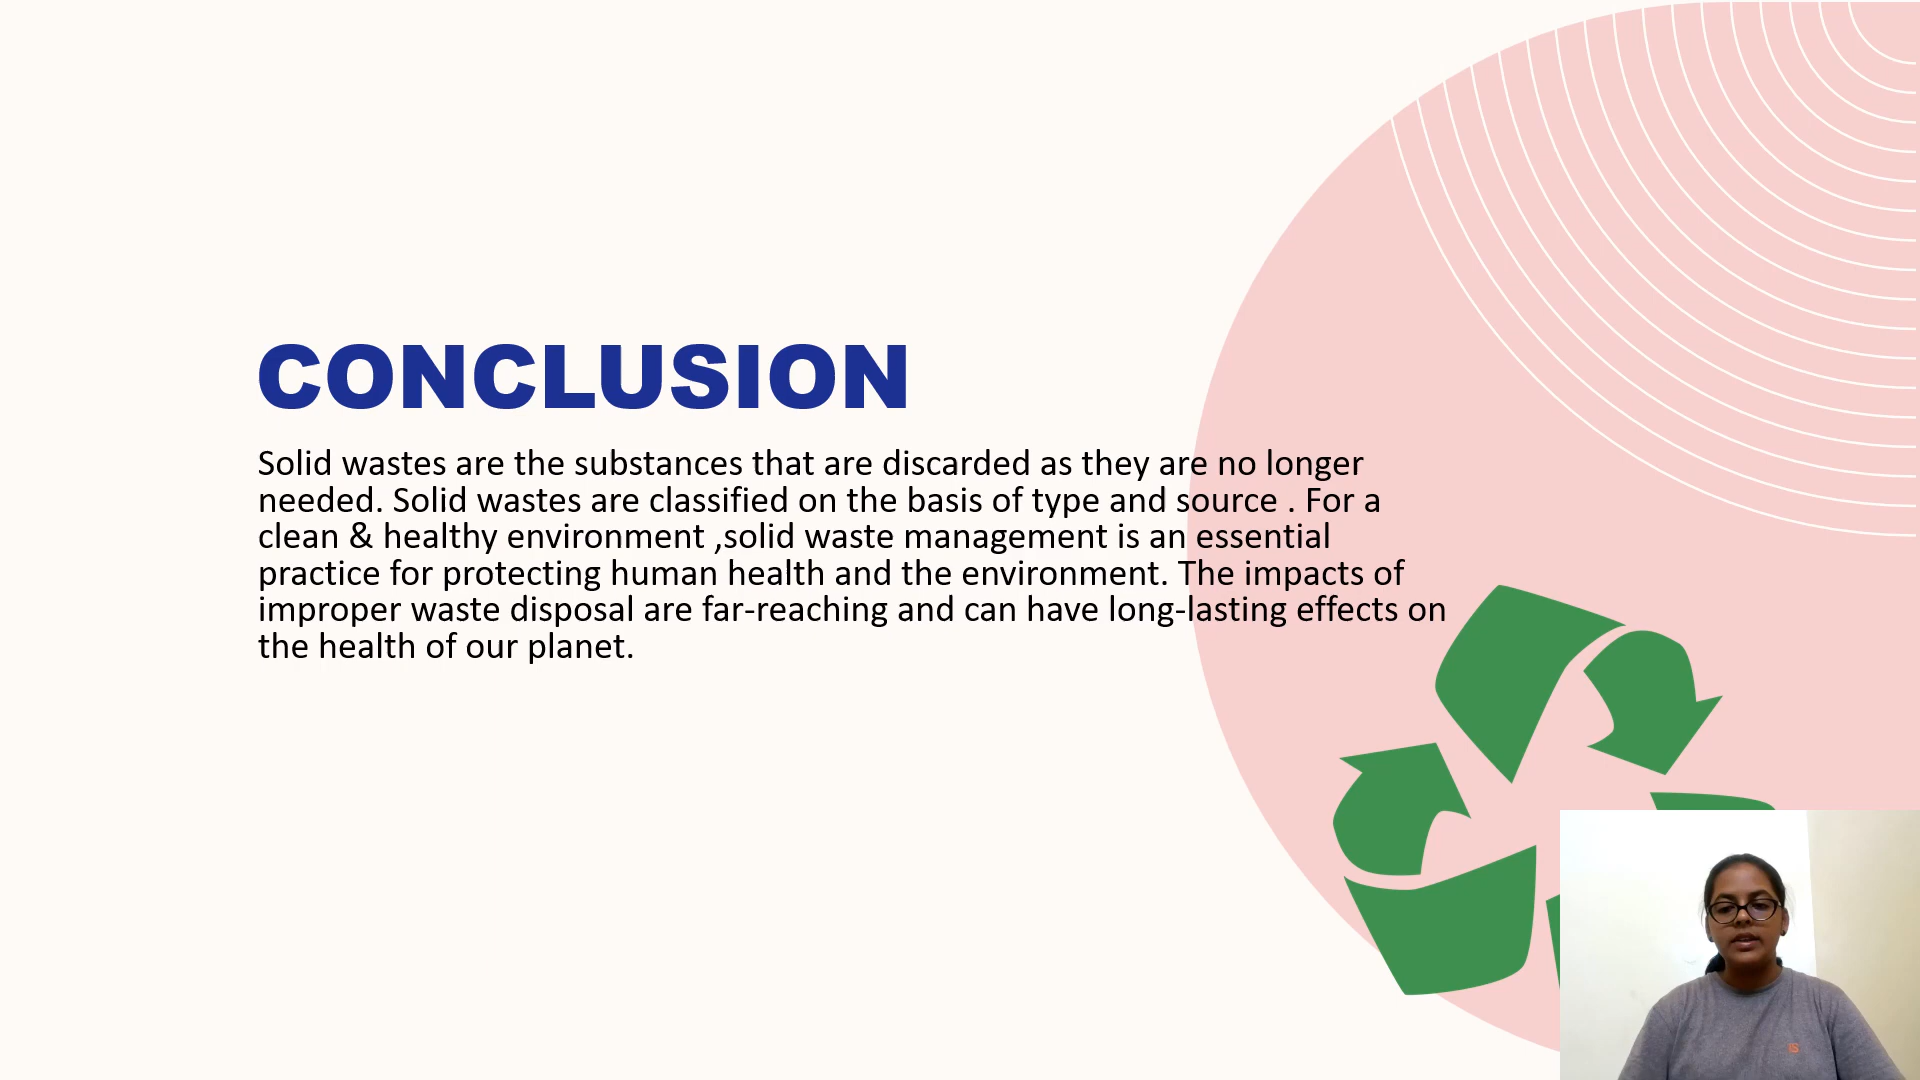 CONCLUSION
Solid wastes are the substances that are discarded as they are no longer
needed. Solid wastes are classified on the basis of type and source . For a
clean & healthy environment ,solid waste management is an essential
practice for protecting human health and the environment. The impacts of
improper waste disposal are far-reaching and can have long-lasting effects on
the health of our planet.